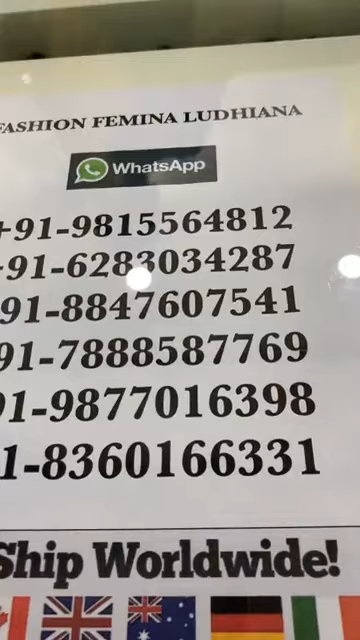 FASHION FEMINA LUDHIANA
WhatsApp
+91-9815564812
-91-6283034287
91-8847607541
91-7888587769
91-9877016398
1-8360166331
Ship Worldwide!